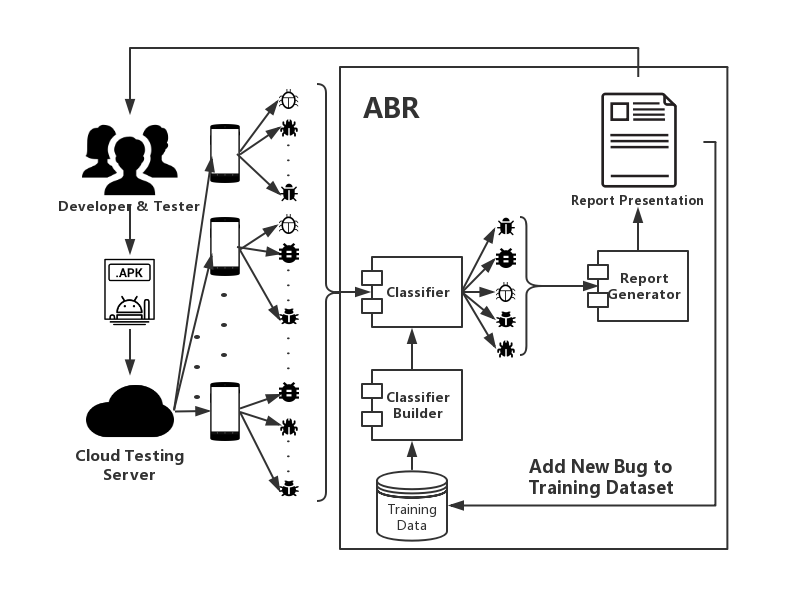 ABR
Report Presentation
Developer & Tester
.APK
Classifier
Report
Generator
Classifier
Builder
Cloud Testing
Server
Add New Bug to
Training Dataset
Training
Data